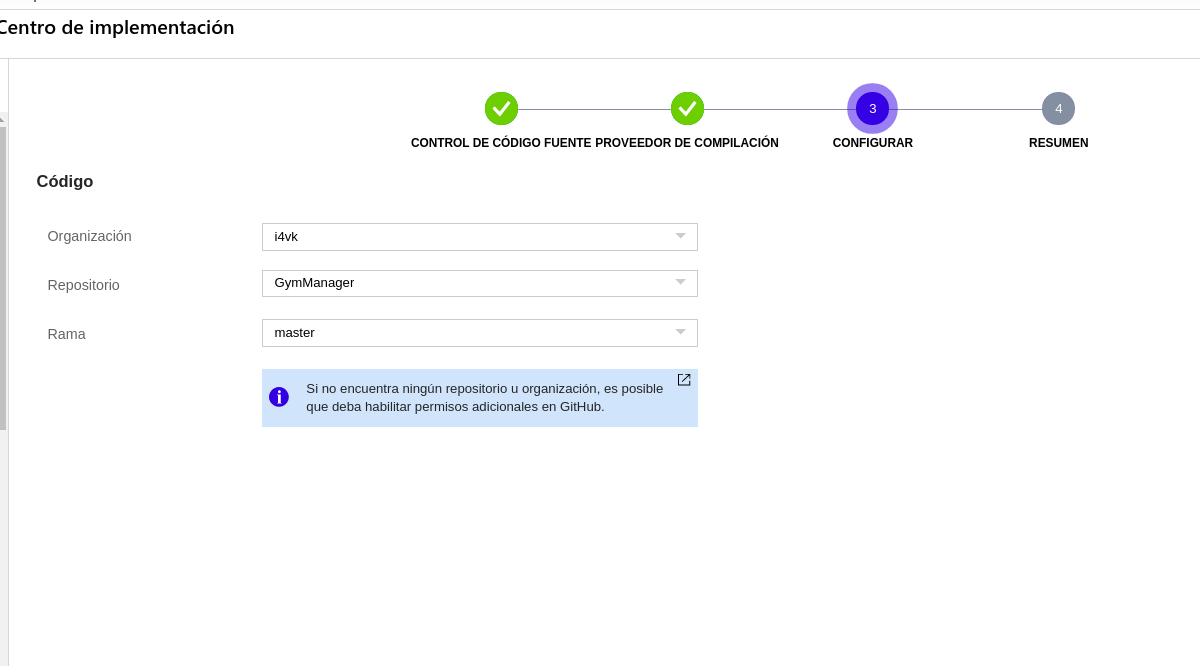 Centro de implementación
3
4
CONTROL DE CÓDIGO FUENTE PROVEEDOR DE COMPILACIÓN CONFIGURAR RESUMEN
Código
Organización i4vk
Repositorio GymManager
Rama master
Si no encuentra ningún repositorio u organización, es posible
que deba habilitar permisos adicionales en GitHub.